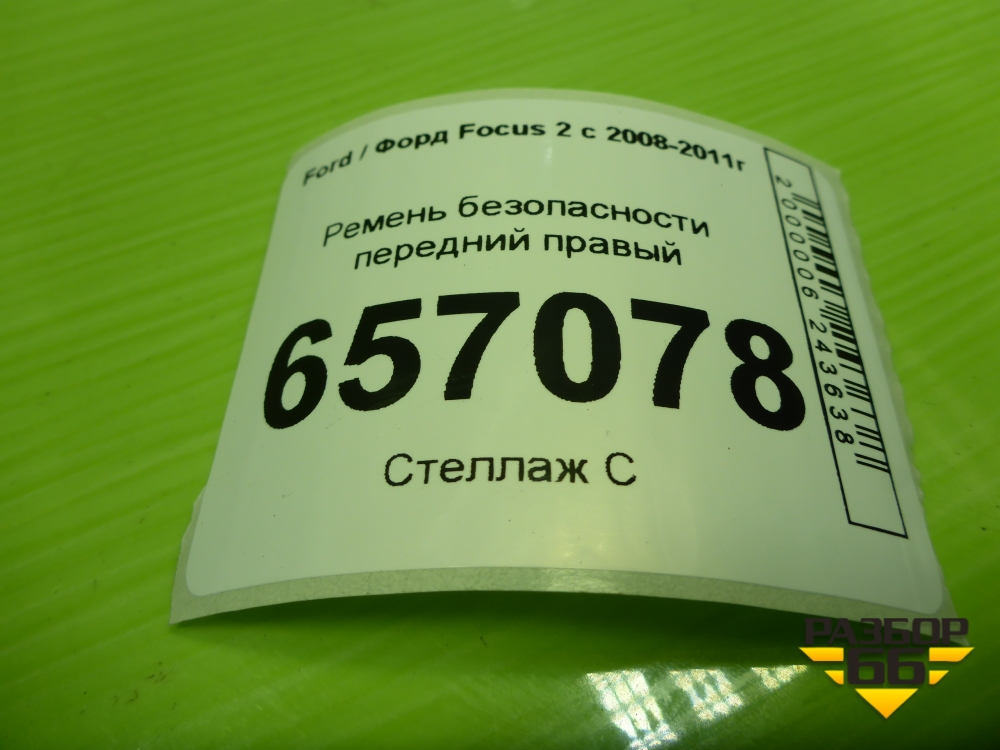 Ford / Форд Focus 2 с 2008-2011г
Ремень безопасности
передний правый
657078
Стеллаж С
2000006243638
РАЗБОР
66